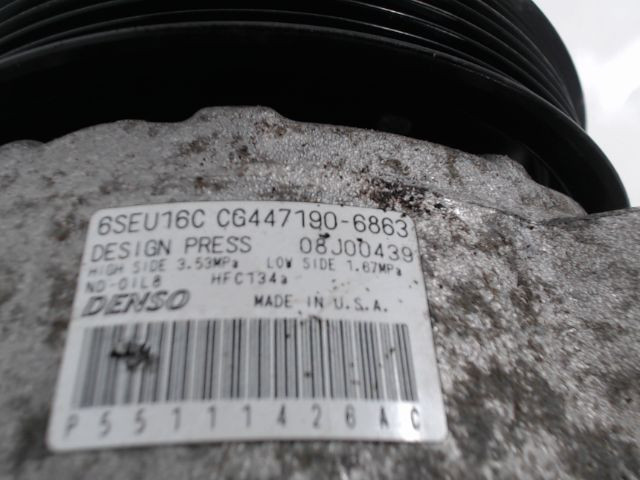 6SEU16C CG447190-6863
DESIGN PRESS 08J00439
HIGH SIDE 3.53MPa LOW SIDE 1.67MPa
ND-OIL8 HFC134a
DENSO MADE IN U.S.A.
P55111426AC